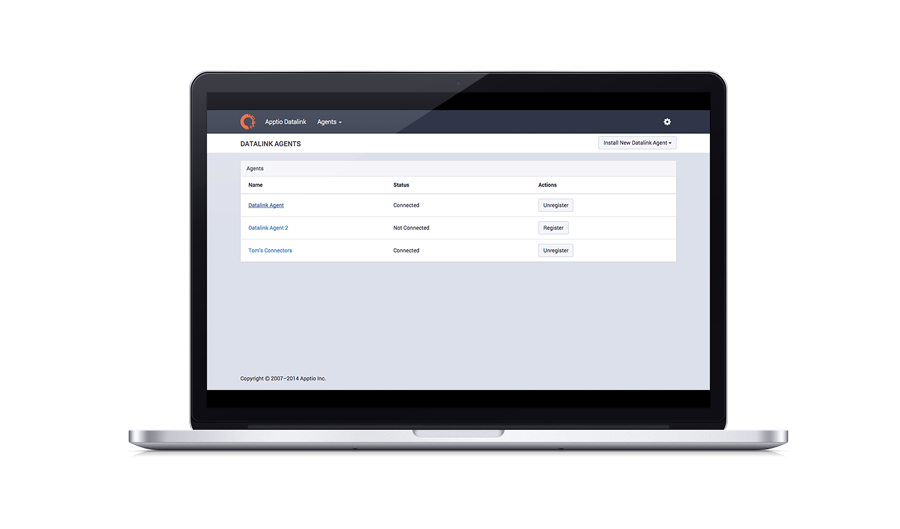 Apptio Datalink Agents
DATALINK AGENTS Install New Datalink Agent
Agents
Name Status Actions
Datalink Agent Connected Unregister
Datalink Agent 2 Not Connected Register
Tom's Connectors Connected Unregister
Copyright © 2007–2014 Apptio Inc.